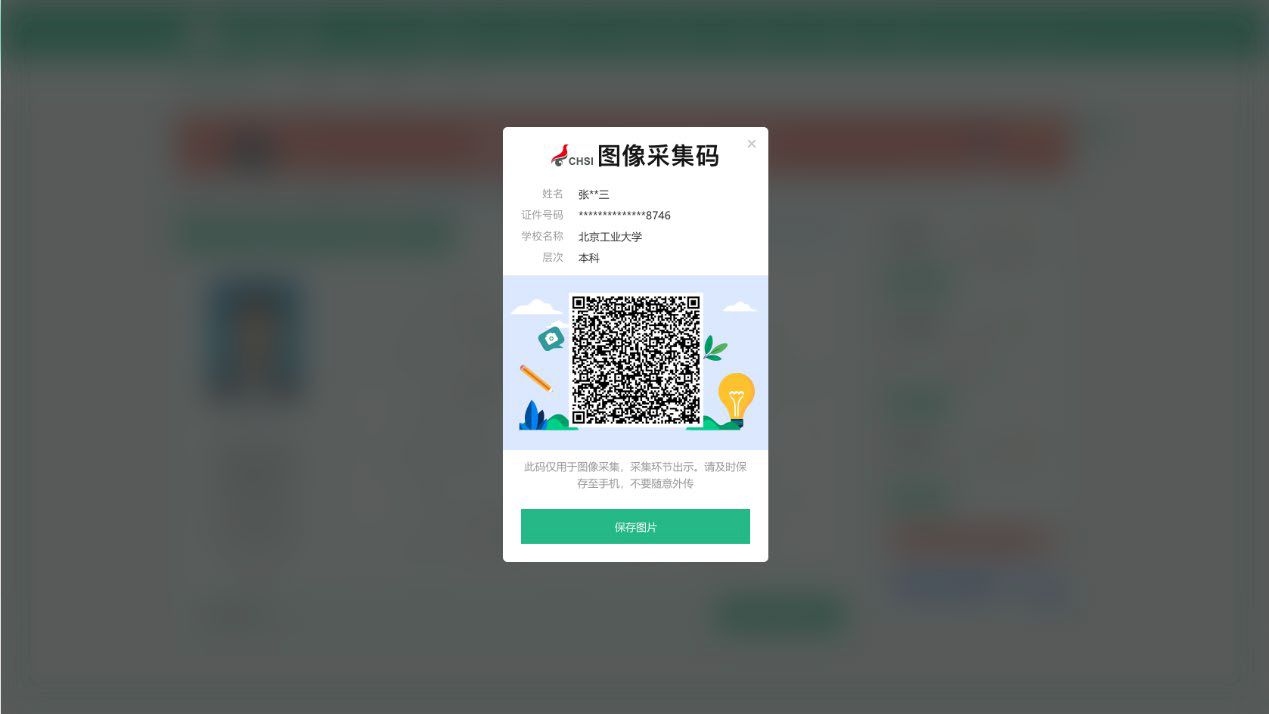 CHSI 图像采集码
×
姓名 张**三
证件号码 **************8746
学校名称 北京工业大学
层次 本科
此码仅用于图像采集，采集环节出示。请及时保
存至手机，不要随意外传
保存图片